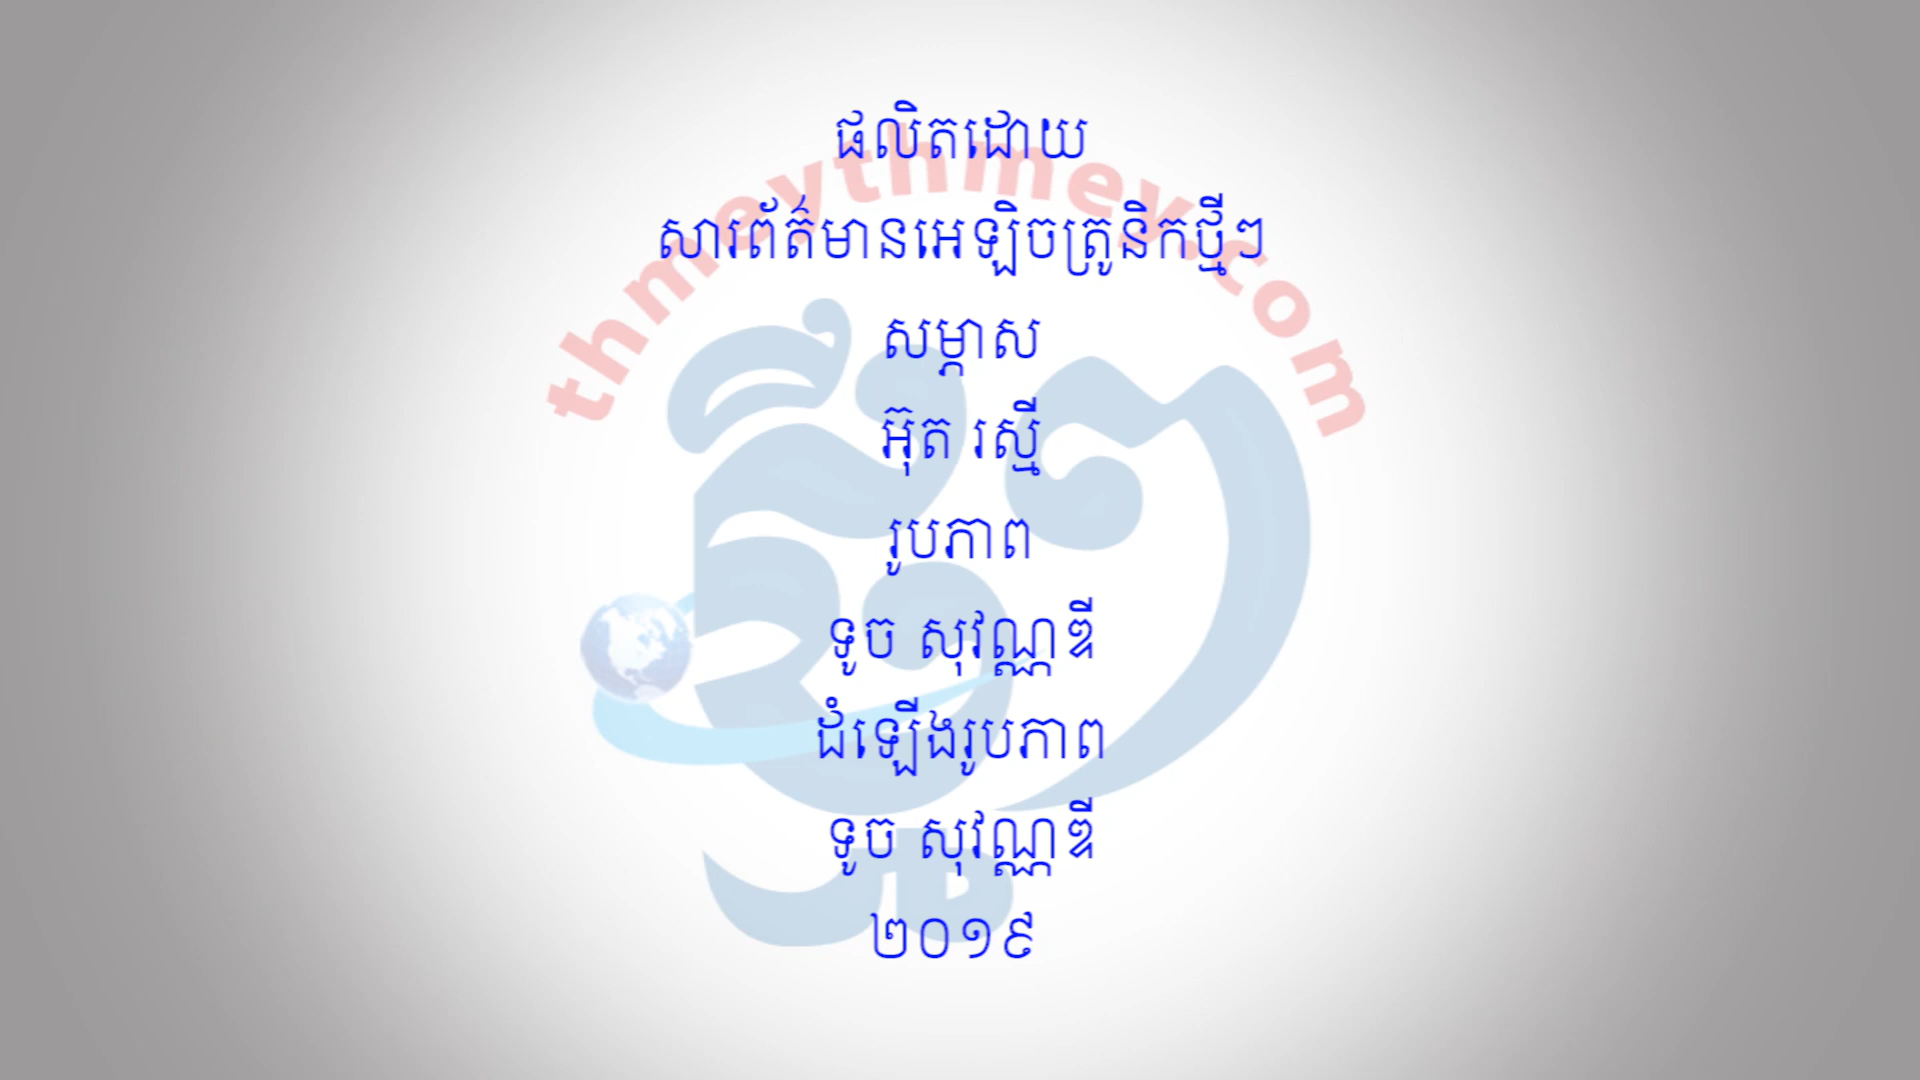 thmeythmey.com
ផលិតដោយ
សារព័ត៌មានអេឡិចត្រូនិកថ្មីៗ
សម្ភាស
អ៊ុត រស្មី
រូបភាព
ទូច សុវណ្ណឌី
ដំឡើងរូបភាព
ទូច សុវណ្ណឌី
២០១៩